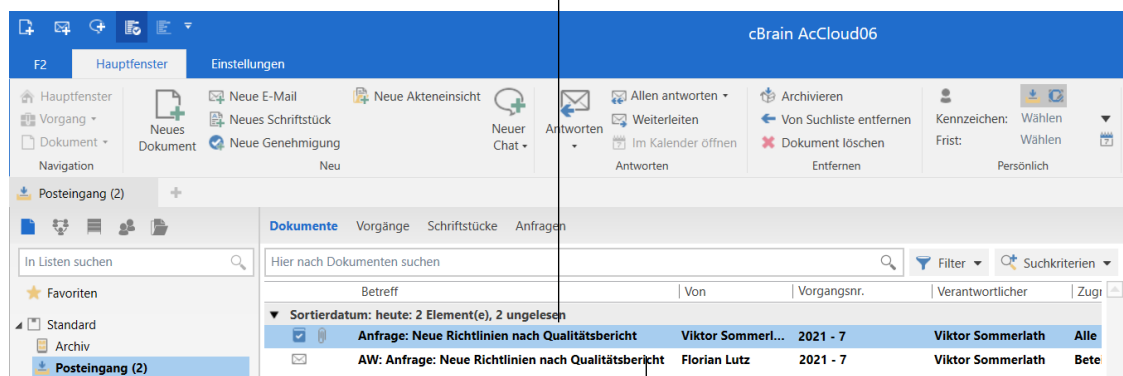 cBrain AcCloud06
F2 Hauptfenster Einstellungen
Hauptfenster Neue E-Mail Neue Akteneinsicht Allen antworten Archivieren
Vorgang Neues Schriftstück Weiterleiten Von Suchliste entfernen Kennzeichen: Wählen
Neues Dokument Neuer Chat Antworten
Dokument Neue Genehmigung Im Kalender öffnen Dokument löschen Frist: Wählen
Navigation Neu Antworten Entfernen Persönlich
Posteingang (2) +
Dokumente Vorgänge Schriftstücke Anfragen
In Listen suchen Hier nach Dokumenten suchen Filter Suchkriterien
Favoriten Betreff Von Vorgangsnr. Verantwortlicher Zugr
Standard Sortierdatum: heute: 2 Element(e), 2 ungelesen
Archiv Anfrage: Neue Richtlinien nach Qualitätsbericht Viktor Sommerl... 2021 - 7 Viktor Sommerlath Alle
Posteingang (2) AW: Anfrage: Neue Richtlinien nach Qualitätsbericht Florian Lutz 2021 - 7 Viktor Sommerlath Betei